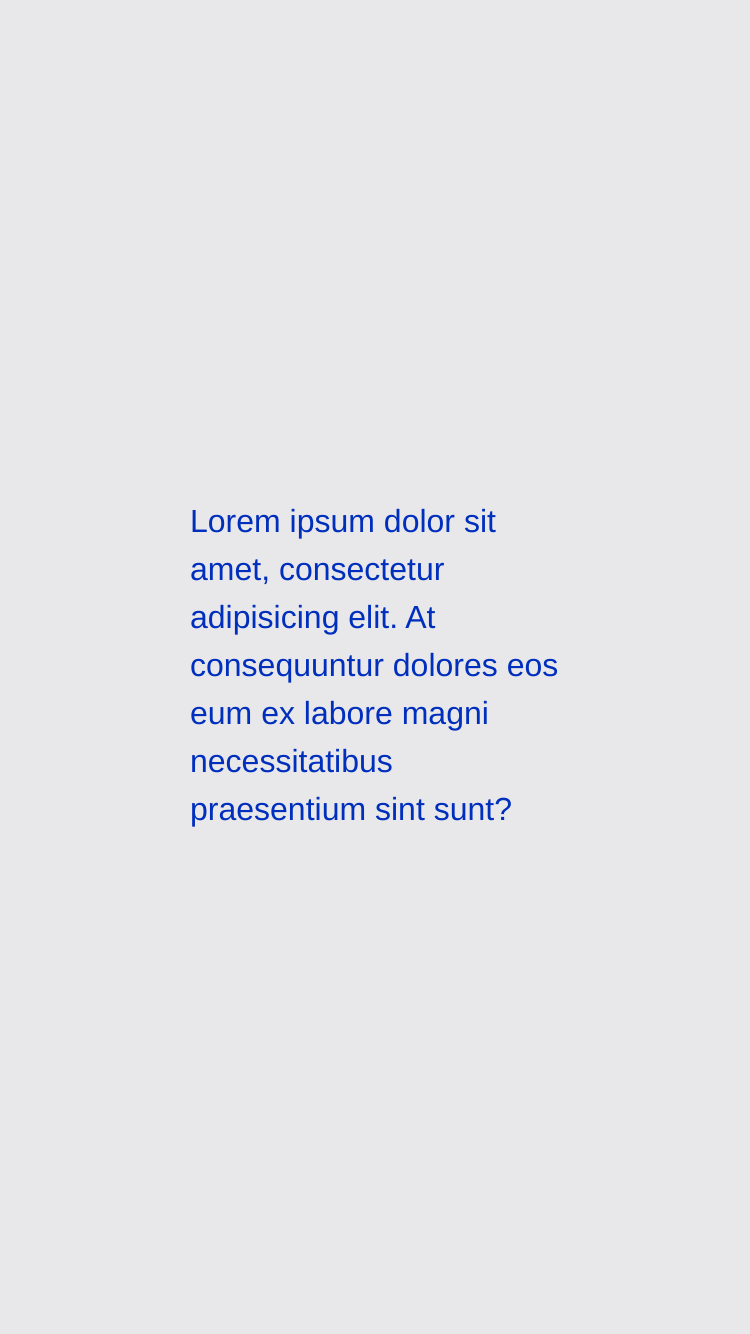 Lorem ipsum dolor sit
amet, consectetur
adipisicing elit. At
consequuntur dolores eos
eum ex labore magni
necessitatibus
praesentium sint sunt?